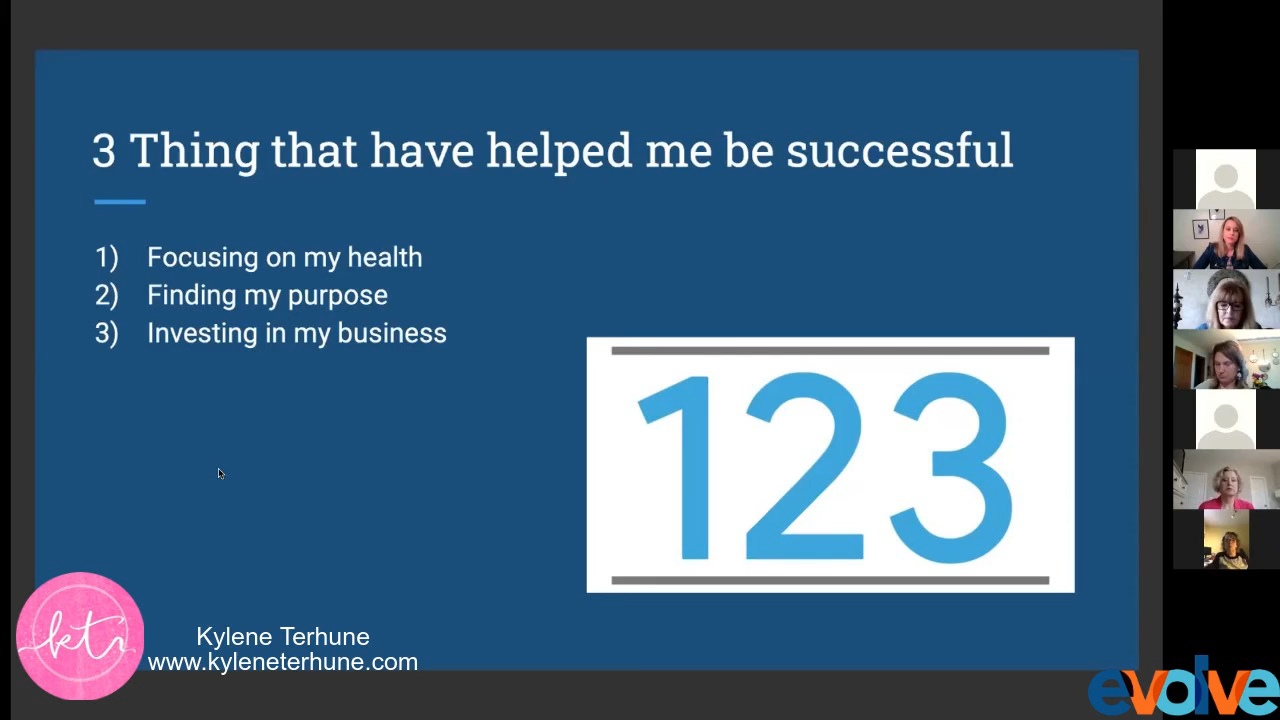 3 Thing that have helped me be successful
1) Focusing on my health
2) Finding my purpose
3) Investing in my business
123
kt
Kylene Terhune
www.kyleneterhune.com
evolve